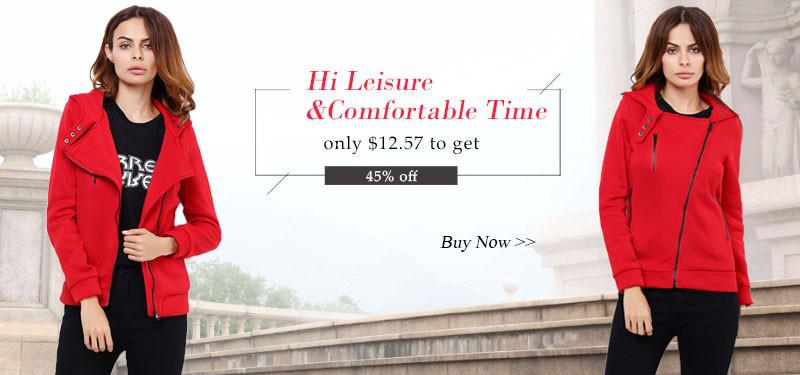 Hi Leisure
&Comfortable Time
only $12.57 to get
45% off
Buy Now >>